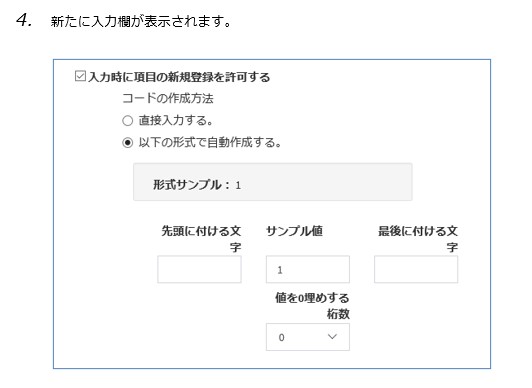 4. 新たに入力欄が表示されます。
入力時に項目の新規登録を許可する
コードの作成方法
直接入力する。
以下の形式で自動作成する。
形式サンプル：1
先頭に付ける文字
サンプル値
最後に付ける文字
1
値を0埋めする桁数
0